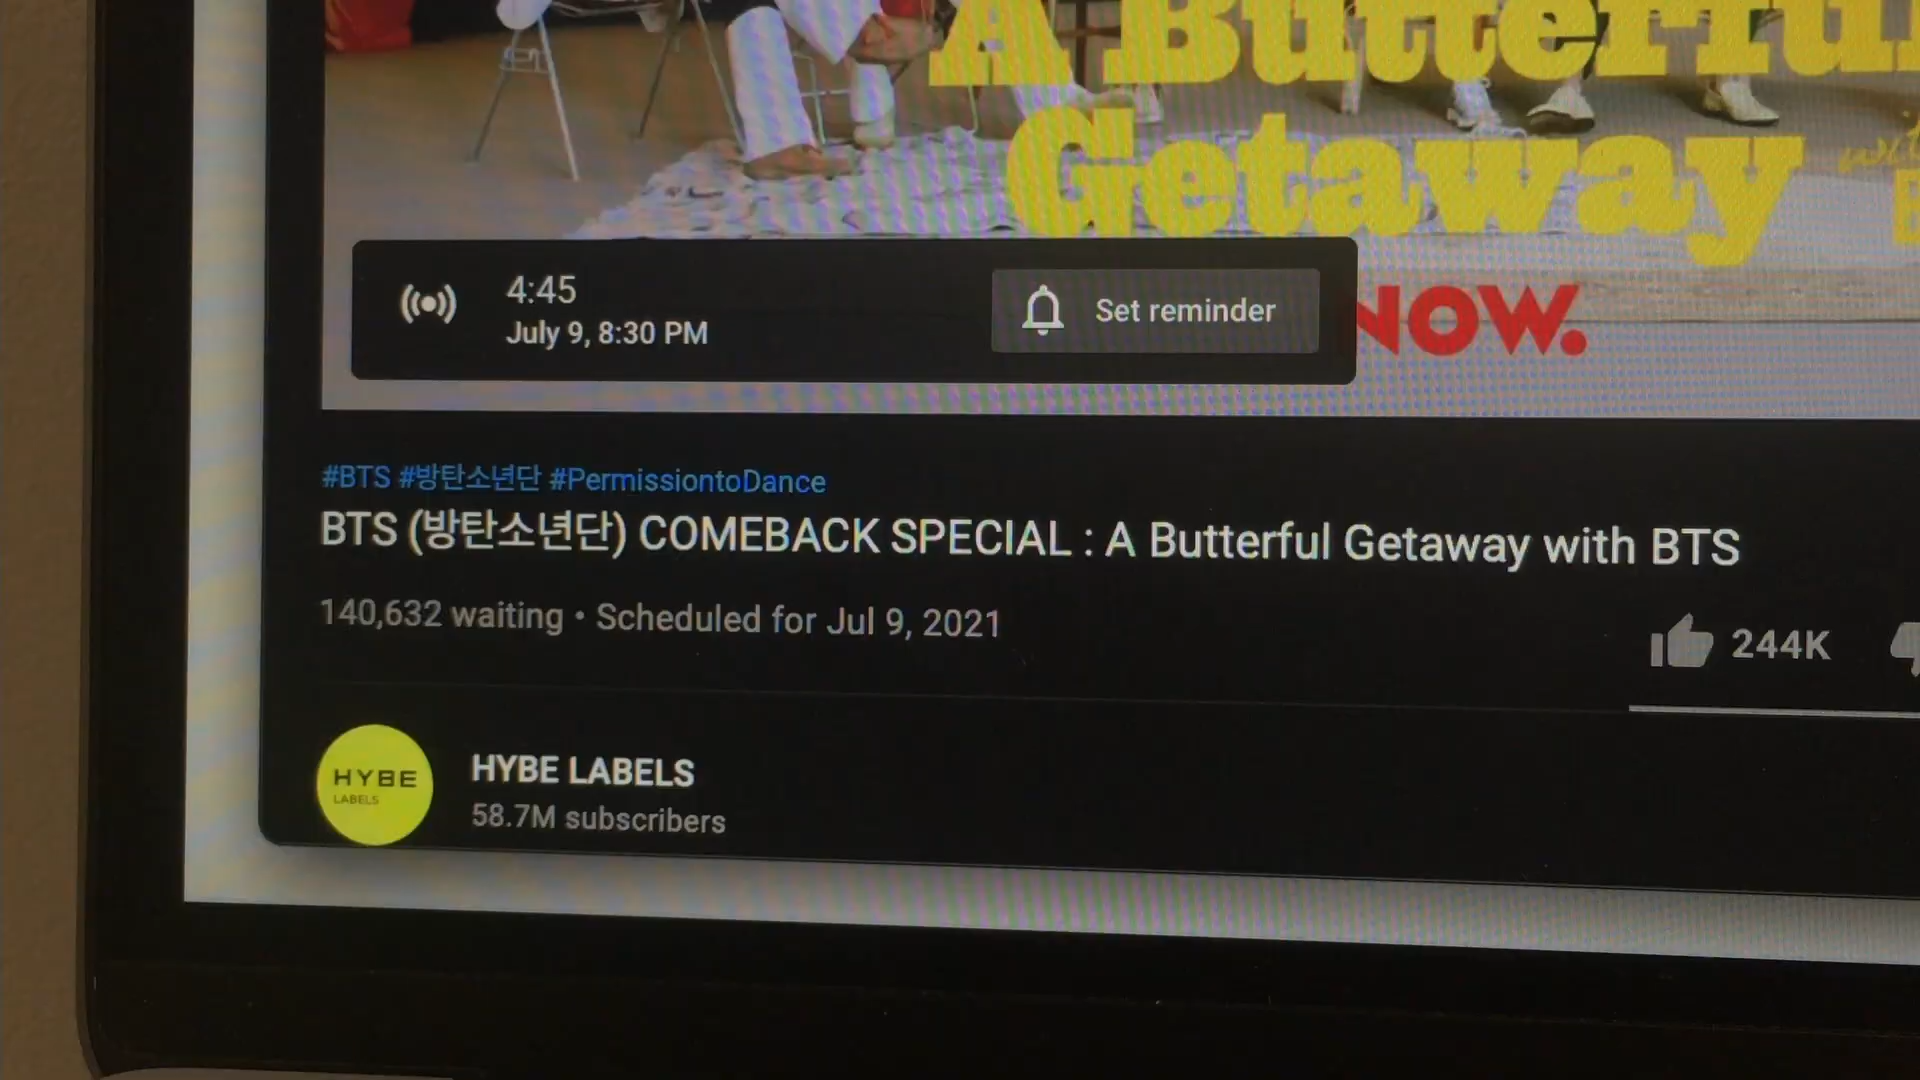 A Butterful
Getaway
NOW.
4:45
July 9, 8:30 PM
Set reminder
#BTS #방탄소년단 #PermissiontoDance
BTS (방탄소년단) COMEBACK SPECIAL : A Butterful Getaway with BTS
140,632 waiting • Scheduled for Jul 9, 2021
244K
HYBE
LABELS
HYBE LABELS
58.7M subscribers